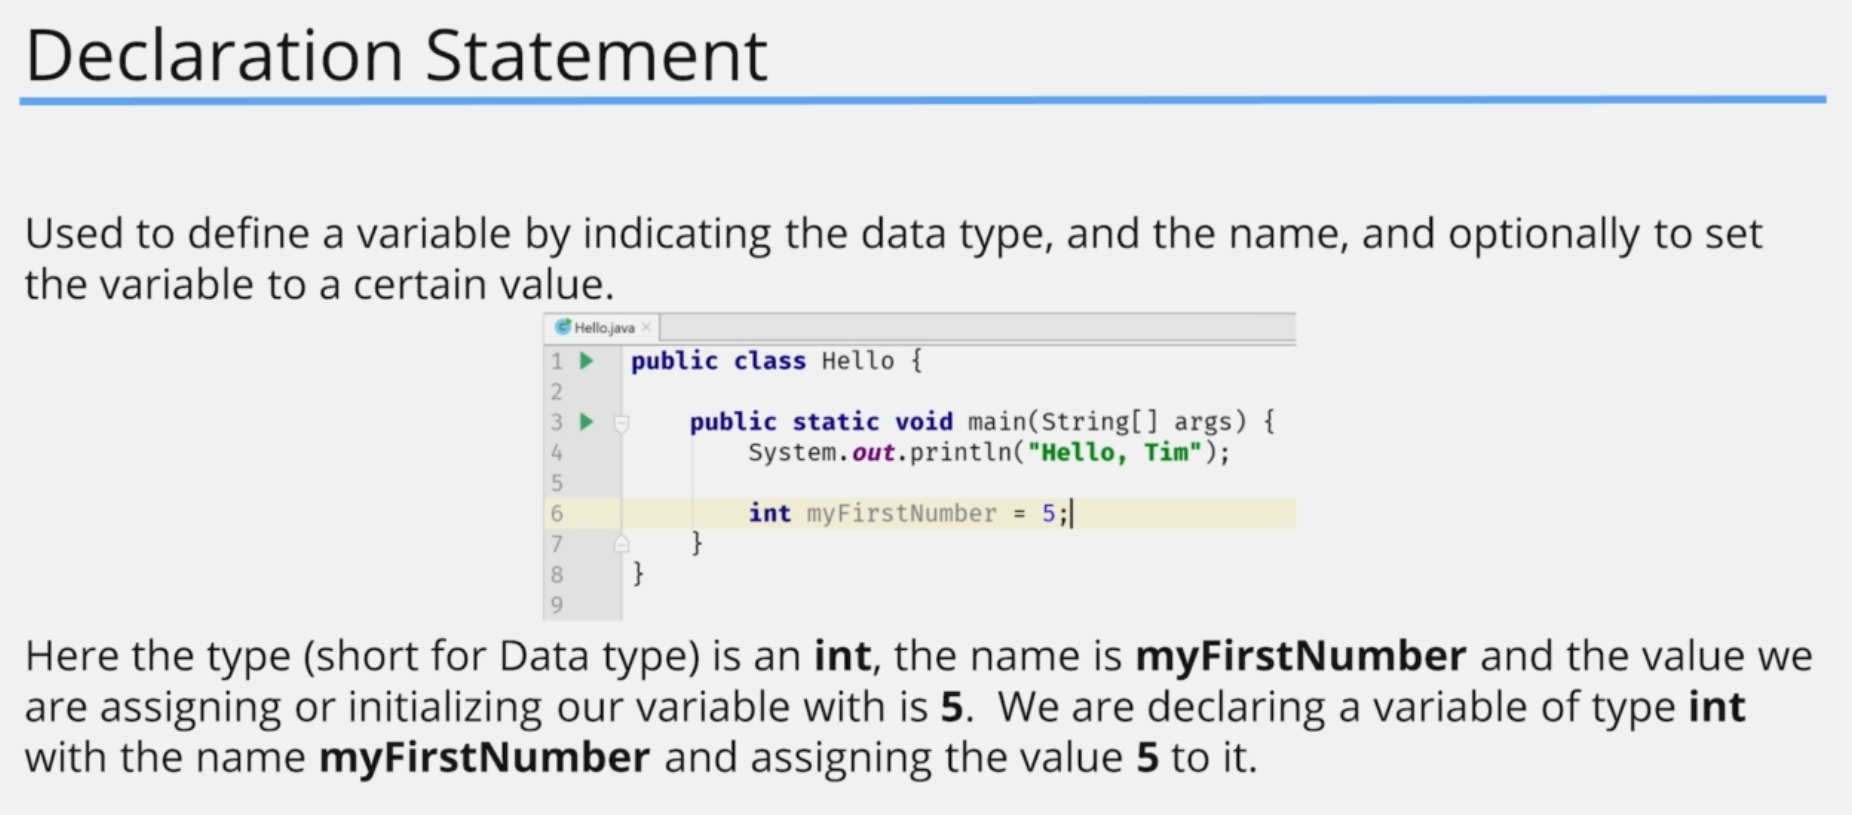 Declaration Statement
Used to define a variable by indicating the data type, and the name, and optionally to set
the variable to a certain value.
Hello.java
1 public class Hello {
2
3 public static void main(String[] args) {
4 System.out.println("Hello, Tim");
5
6 int myFirstNumber = 5;
7 }
8 }
9
Here the type (short for Data type) is an int, the name is myFirstNumber and the value we
are assigning or initializing our variable with is 5. We are declaring a variable of type int
with the name myFirstNumber and assigning the value 5 to it.